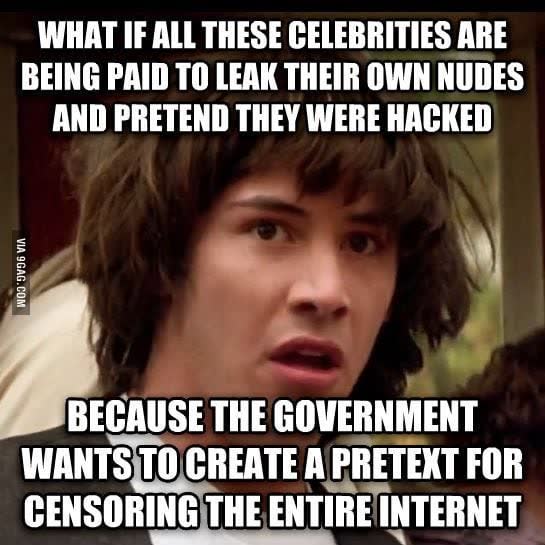 WHAT IF ALL THESE CELEBRITIES ARE
BEING PAID TO LEAK THEIR OWN NUDES
AND PRETEND THEY WERE HACKED
VIA 9GAG.COM
BECAUSE THE GOVERNMENT
WANTS TO CREATE A PRETEXT FOR
CENSORING THE ENTIRE INTERNET